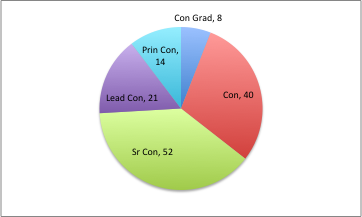 Con Grad, 8
Prin Con,
14
Con, 40
Lead Con, 21
Sr Con, 52